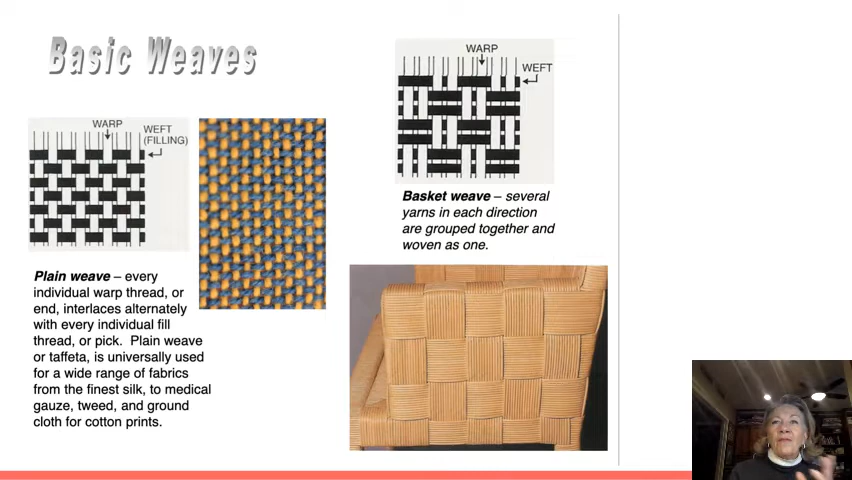 Basic Weaves
WARP
WEFT
(FILLING)
Plain weave – every
individual warp thread, or
end, interlaces alternately
with every individual fill
thread, or pick.  Plain weave
or taffeta, is universally used
for a wide range of fabrics
from the finest silk, to medical
gauze, tweed, and ground
cloth for cotton prints.
WARP
WEFT
Basket weave – several
yarns in each direction
are grouped together and
woven as one.